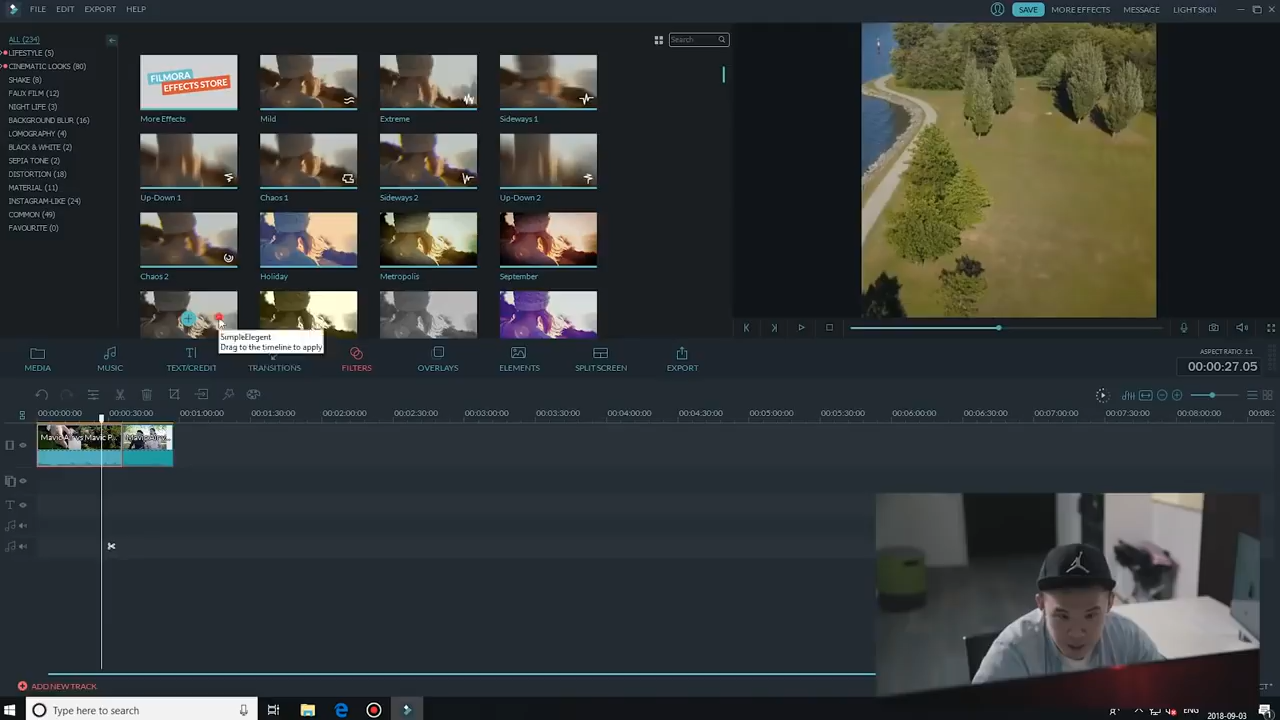 FILE EDIT EXPORT HELP
SAVE MORE EFFECTS MESSAGE LIGHT SKIN
ALL (234)
LIFESTYLE (5)
CINEMATIC LOOKS (80)
SHAKE (8)
FAUX FILM (12)
NIGHT LIFE (3)
BACKGROUND BLUR (16)
LOMOGRAPHY (4)
BLACK & WHITE (2)
SEPIA TONE (2)
DISTORTION (18)
MATERIAL (11)
INSTAGRAM-LIKE (24)
COMMON (49)
FAVOURITE (0)
Search
FILMORA
EFFECTS STORE
More Effects Mild Extreme Sideways 1
Up-Down 1 Chaos 1 Sideways 2 Up-Down 2
Chaos 2 Holiday Metropolis September
SimpleElegent
Drag to the timeline to apply
MEDIA MUSIC TEXT/CREDIT TRANSITIONS FILTERS OVERLAYS ELEMENTS SPLIT SCREEN EXPORT
ASPECT RATIO: 1:1
00:00:27.05
00:00:00:00 00:00:30:00 00:01:00:00 00:01:30:00 00:02:00:00 00:02:30:00 00:03:00:00 00:03:30:00 00:04:00:00 00:04:30:00 00:05:00:00 00:05:30:00 00:06:00:00 00:06:30:00 00:07:00:00 00:07:30:00 00:08:00:00 00:08:3
Mavic Air vs Mavic P...
ADD NEW TRACK
Type here to search
ENG
2018-09-03